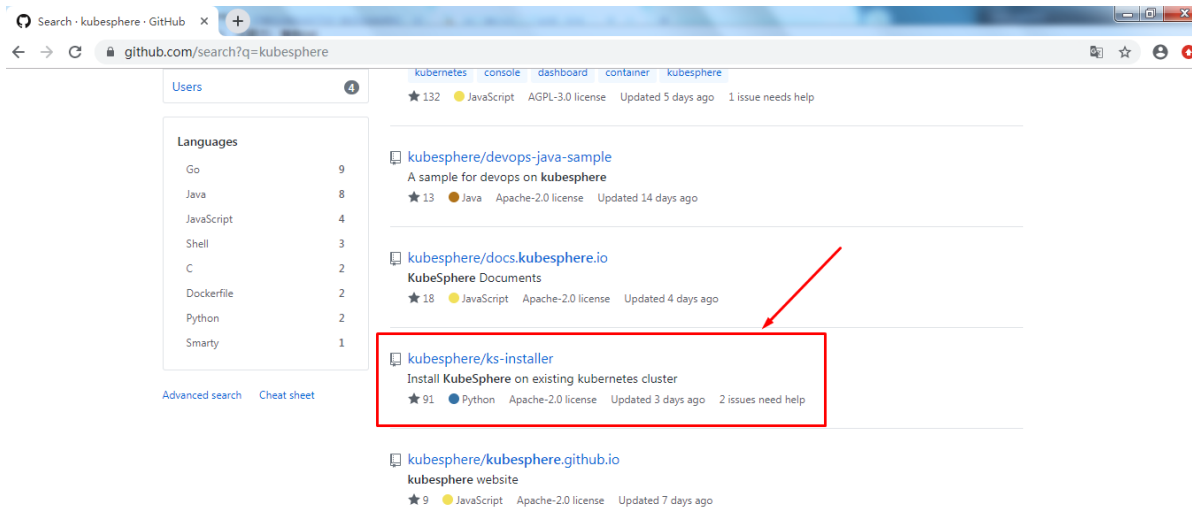 Search · kubesphere · GitHub
github.com/search?q=kubesphere
Users 4
Languages
Go 9
Java 8
JavaScript 4
Shell 3
C 2
Dockerfile 2
Python 2
Smarty 1
Advanced search Cheat sheet
kubernetes console dashboard container kubesphere
132 JavaScript AGPL-3.0 license Updated 5 days ago 1 issue needs help
kubesphere/devops-java-sample
A sample for devops on kubesphere
13 Java Apache-2.0 license Updated 14 days ago
kubesphere/docs.kubesphere.io
KubeSphere Documents
18 JavaScript Apache-2.0 license Updated 4 days ago
kubesphere/ks-installer
Install KubeSphere on existing kubernetes cluster
91 Python Apache-2.0 license Updated 3 days ago 2 issues need help
kubesphere/kubesphere.github.io
kubesphere website
9 JavaScript Apache-2.0 license Updated 7 days ago